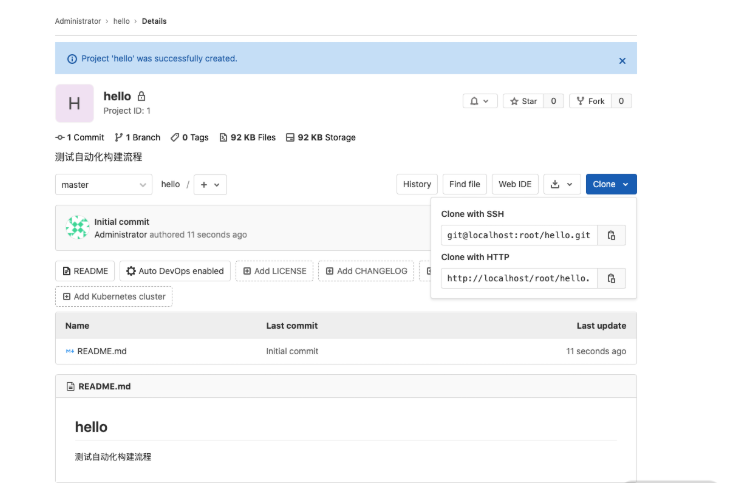 Administrator › hello › Details
Project 'hello' was successfully created.
H
hello
Project ID: 1
Star 0
Fork 0
1 Commit 1 Branch 0 Tags 92 KB Files 92 KB Storage
测试自动化构建流程
master
hello / +
History
Find file
Web IDE
Clone
Initial commit
Administrator authored 11 seconds ago
Clone with SSH
git@localhost:root/hello.git
Clone with HTTP
http://localhost/root/hello.
README
Auto DevOps enabled
Add LICENSE
Add CHANGELOG
Add Kubernetes cluster
Name Last commit Last update
README.md Initial commit 11 seconds ago
README.md
hello
测试自动化构建流程